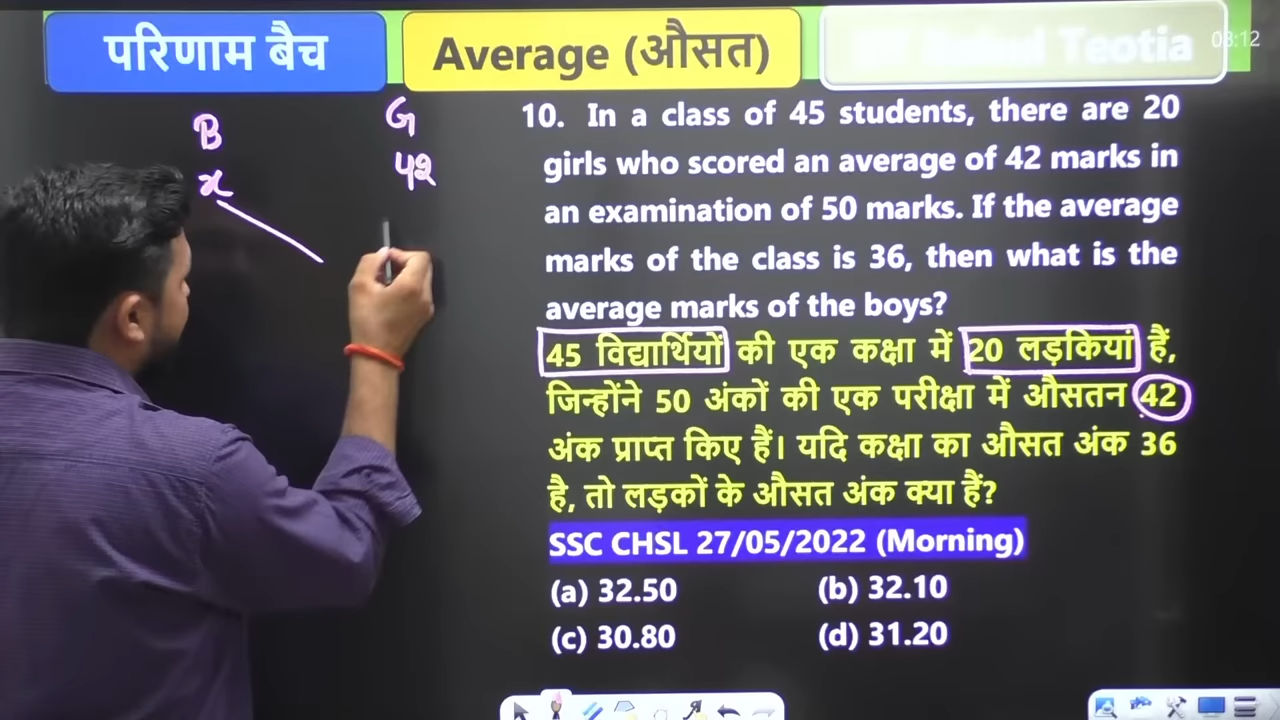 परिणाम बैच
Average (औसत)
Teotia
03:12
B
G
x
42
10. In a class of 45 students, there are 20
girls who scored an average of 42 marks in
an examination of 50 marks. If the average
marks of the class is 36, then what is the
average marks of the boys?
45 विद्यार्थियों की एक कक्षा में 20 लड़कियां हैं,
जिन्होंने 50 अंकों की एक परीक्षा में औसतन 42
अंक प्राप्त किए हैं। यदि कक्षा का औसत अंक 36
है, तो लड़कों के औसत अंक क्या हैं?
SSC CHSL 27/05/2022 (Morning)
(a) 32.50
(b) 32.10
(c) 30.80
(d) 31.20